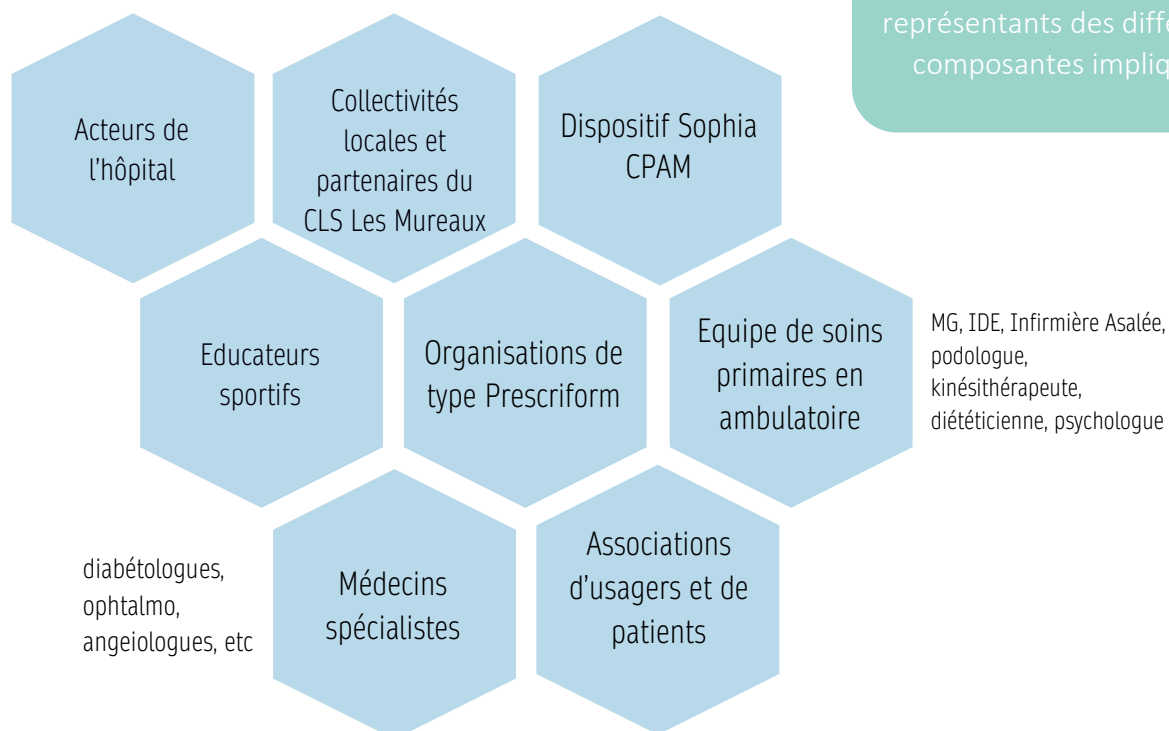 représentants des
composantes
Acteurs de
l'hôpital
Collectivités
locales et
partenaires du
CLS Les Mureaux
Dispositif Sophia
CPAM
Educateurs
sportifs
Organisations de
type Prescriform
Equipe de soins
primaires en
ambulatoire
MG, IDE, Infirmière Asalée,
podologue,
kinésithérapeute,
diététicienne, psychologue
diabétologues,
ophtalmo,
angeiologues, etc
Médecins
spécialistes
Associations
d'usagers et de
patients